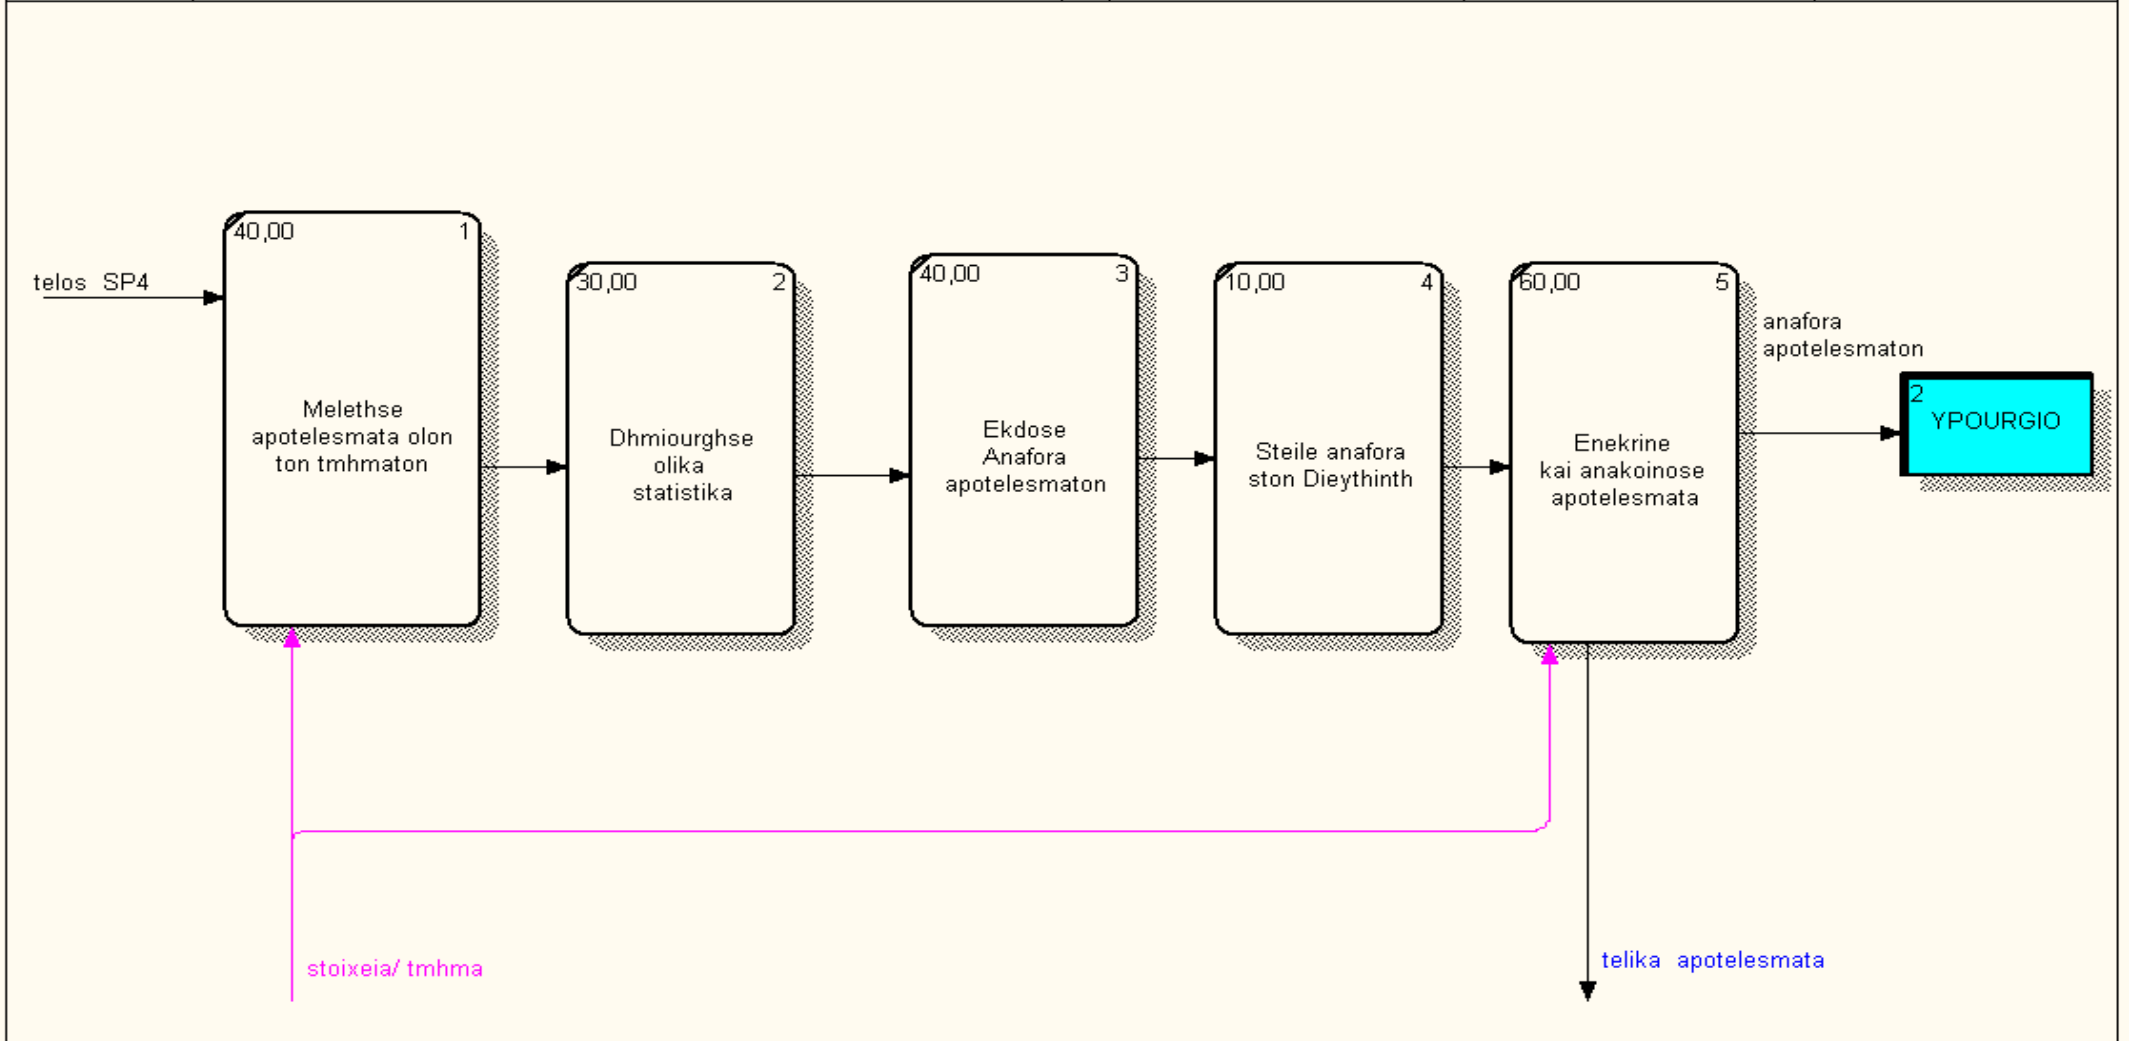 telos SP4
40,00 1
Melethse
apotelesmata olon
ton tmhmaton
30,00 2
Dhmiourghse
olika
statistika
40,00 3
Ekdose
Anafora
apotelesmaton
10,00 4
Steile anafora
ston Dieythinth
60,00 5
Enekrine
kai anakoinose
apotelesmata
anafora
apotelesmaton
2
YPOURGIO
stoixeia/ tmhma
telika apotelesmata